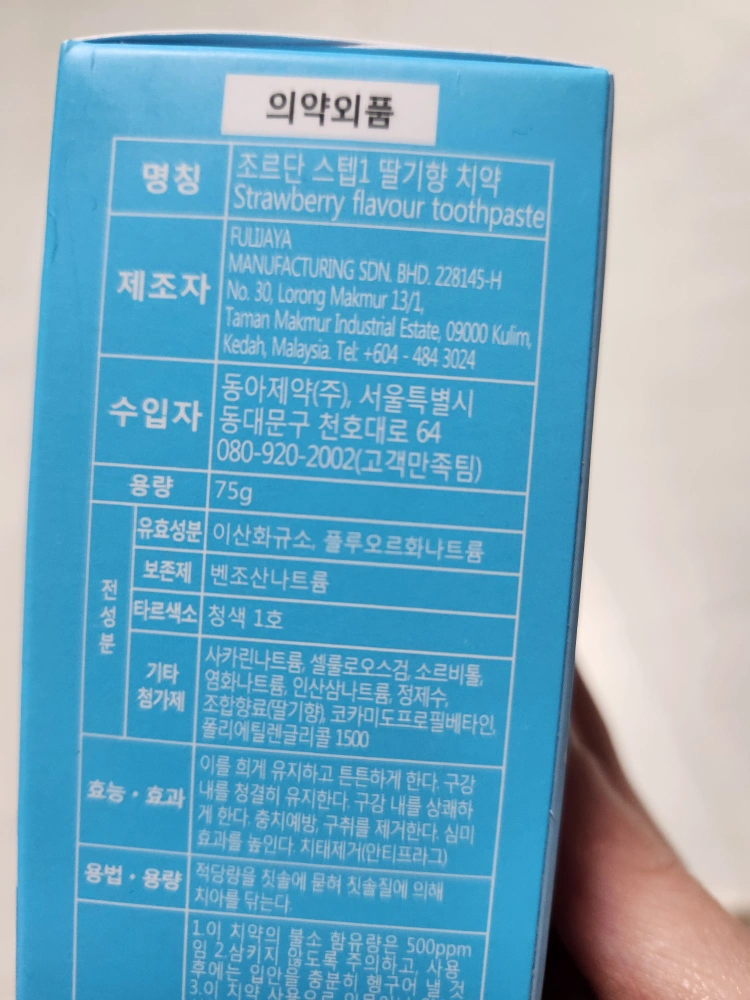 의약외품
명칭
조르단 스텝1 딸기향 치약
Strawberry flavour toothpaste
제조자
FULIJAYA
MANUFACTURING SDN. BHD. 228145-H
No. 30, Lorong Makmur 13/1,
Taman Makmur Industrial Estate, 09000 Kulim,
Kedah, Malaysia. Tel: +604 - 484 3024
수입자
동아제약(주), 서울특별시
동대문구 천호대로 64
080-920-2002(고객만족팀)
용량
75g
전성분
유효성분
이산화규소, 플루오르화나트륨
보존제
벤조산나트륨
타르색소
청색 1호
기타
첨가제
사카린나트륨, 셀룰로오스검, 소르비톨,
염화나트륨, 인산삼나트륨, 정제수,
조합향료(딸기향), 코카미도프로필베타인,
폴리에틸렌글리콜 1500
효능·효과
이를 희게 유지하고 튼튼하게 한다. 구강
내를 청결히 유지한다. 구강 내를 상쾌하
게 한다. 충치예방, 구취를 제거한다. 심미
효과를 높인다. 치태제거(안티프라그)
용법·용량
적당량을 칫솔에 묻혀 칫솔질에 의해
치아를 닦는다.
1.이 치약의 불소 함유량은 500ppm
임 2.삼키지 않도록 주의하고, 사용
후에는 입안을 충분히 헹구어 낼 것
3.이 치약 사용으로